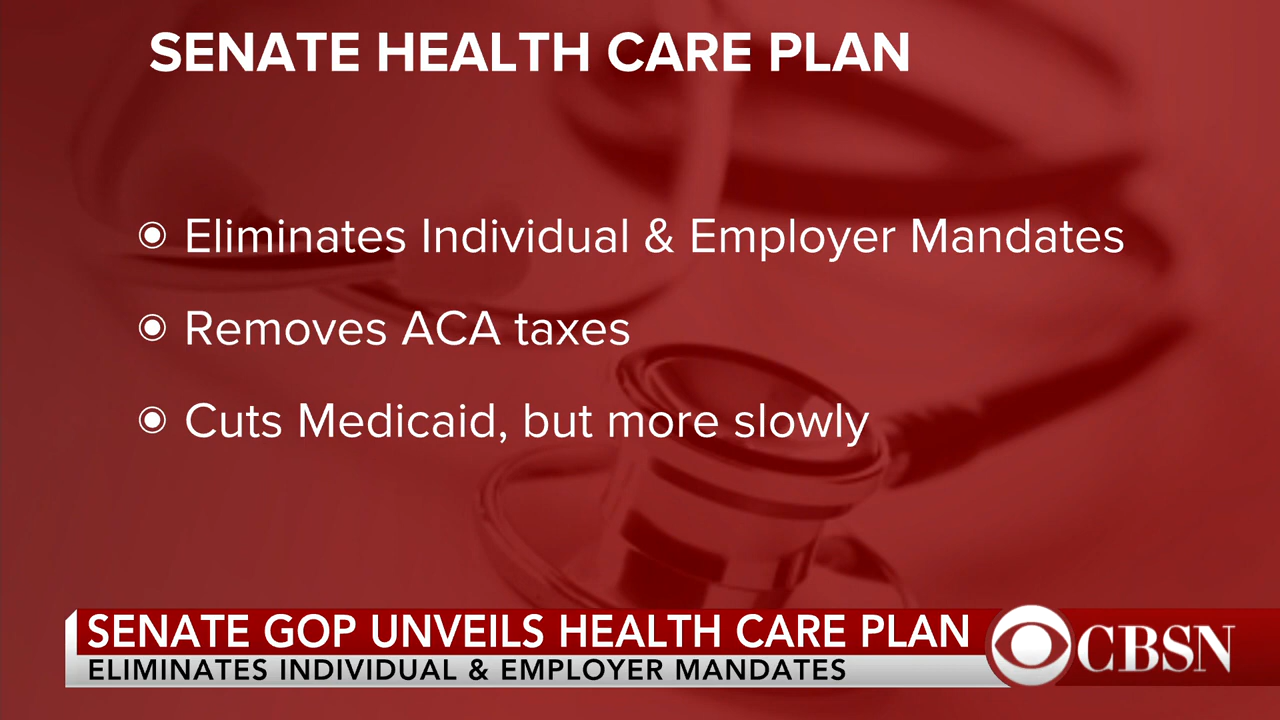 SENATE HEALTH CARE PLAN
Eliminates Individual & Employer Mandates
Removes ACA taxes
Cuts Medicaid, but more slowly
SENATE GOP UNVEILS HEALTH CARE PLAN
ELIMINATES INDIVIDUAL & EMPLOYER MANDATES
CBSN